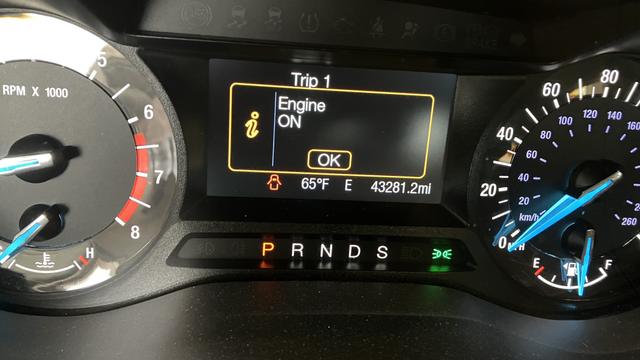 Trip 1
Engine
ON
OK
65°F E 43281.2mi
RPM X 1000
5
6
7
8
H
P R N D S
0 20 40 60 80
20 40 60 80 100 120 140 160
260
km/h
MPH
E F